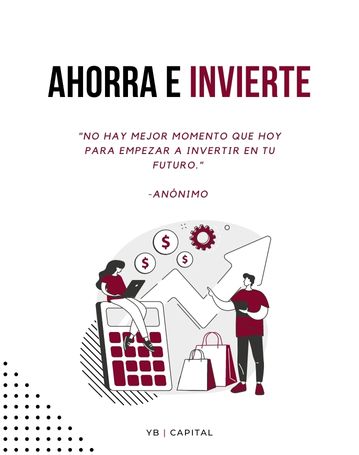 AHORRA E INVIERTE
"NO HAY MEJOR MOMENTO QUE HOY
PARA EMPEZAR A INVERTIR EN TU
FUTURO."
-ANÓNIMO
$
$
$
YB | CAPITAL